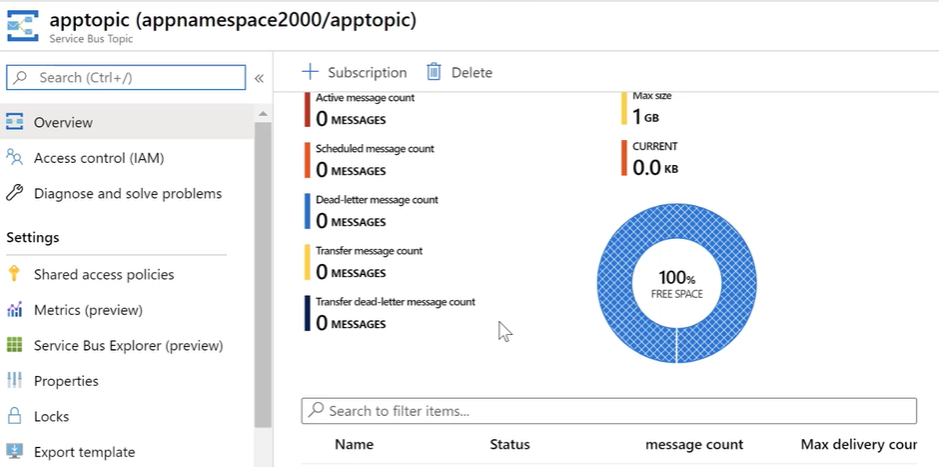 apptopic (appnamespace2000/apptopic)
Service Bus Topic
Search (Ctrl+/)
«
Subscription
Delete
Overview
Access control (IAM)
Diagnose and solve problems
Settings
Shared access policies
Metrics (preview)
Service Bus Explorer (preview)
Properties
Locks
Export template
Active message count
0 MESSAGES
Scheduled message count
0 MESSAGES
Dead-letter message count
0 MESSAGES
Transfer message count
0 MESSAGES
Transfer dead-letter message count
0 MESSAGES
Max size
1 GB
CURRENT
0.0 KB
100%
FREE SPACE
Search to filter items...
Name Status message count Max delivery cour